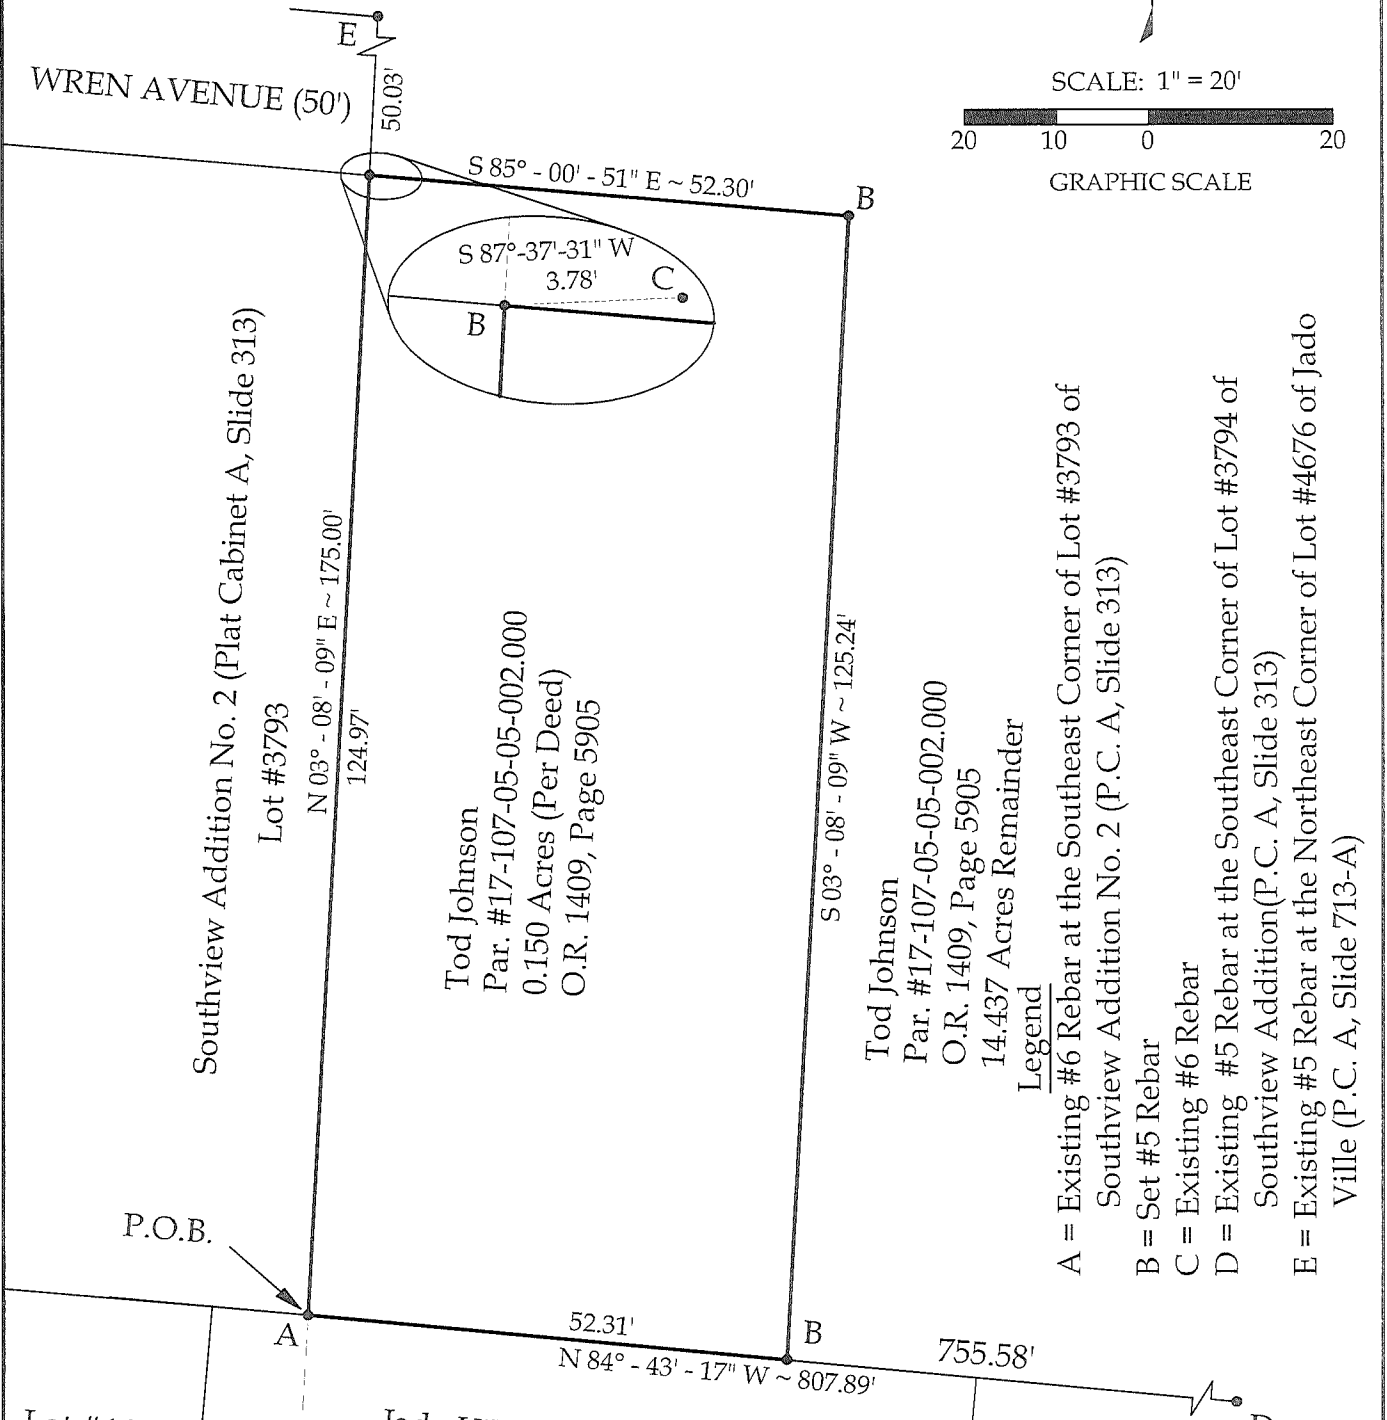 E
WREN AVENUE (50')
50.03'
SCALE: 1" = 20'
20 10 0 20
GRAPHIC SCALE
S 85° - 00' - 51" E ~ 52.30'
B
S 87°-37'-31" W
3.78'
C
B
Southview Addition No. 2 (Plat Cabinet A, Slide 313)
Lot #3793
N 03° - 08' - 09" E ~ 175.00'
124.97'
Tod Johnson
Par. #17-107-05-05-002.000
0.150 Acres (Per Deed)
O.R. 1409, Page 5905
S 03° - 08' - 09" W ~ 125.24'
Tod Johnson
Par. #17-107-05-05-002.000
O.R. 1409, Page 5905
14.437 Acres Remainder
Legend
A = Existing #6 Rebar at the Southeast Corner of Lot #3793 of
Southview Addition No. 2 (P.C. A, Slide 313)
B = Set #5 Rebar
C = Existing #6 Rebar
D = Existing #5 Rebar at the Southeast Corner of Lot #3794 of
Southview Addition(P.C. A, Slide 313)
E = Existing #5 Rebar at the Northeast Corner of Lot #4676 of Jado
Ville (P.C. A, Slide 713-A)
P.O.B.
A
52.31'
B
N 84° - 43' - 17" W ~ 807.89'
755.58'